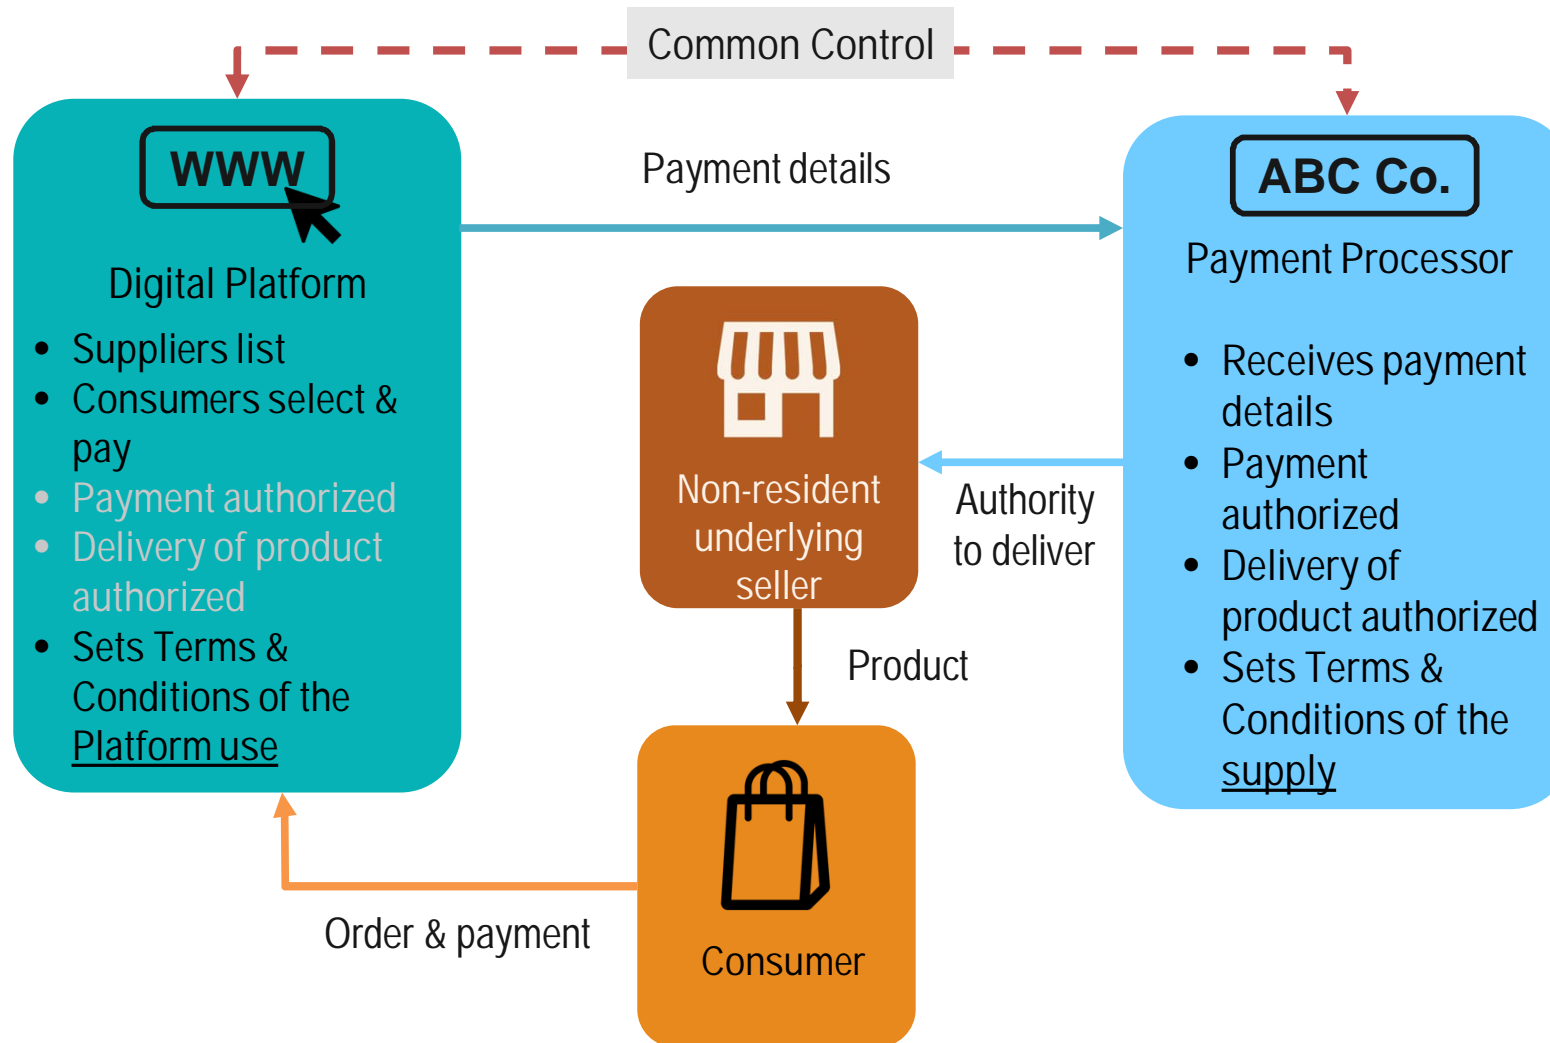 Common Control
WWW
Digital Platform
• Suppliers list
• Consumers select &
pay
• Payment authorized
• Delivery of product
authorized
• Sets Terms &
Conditions of the
Platform use
Payment details
ABC Co.
Payment Processor
• Receives payment
details
• Payment
authorized
• Delivery of
product authorized
• Sets Terms &
Conditions of the
supply
Non-resident
underlying
seller
Authority
to deliver
Product
Order & payment
Consumer